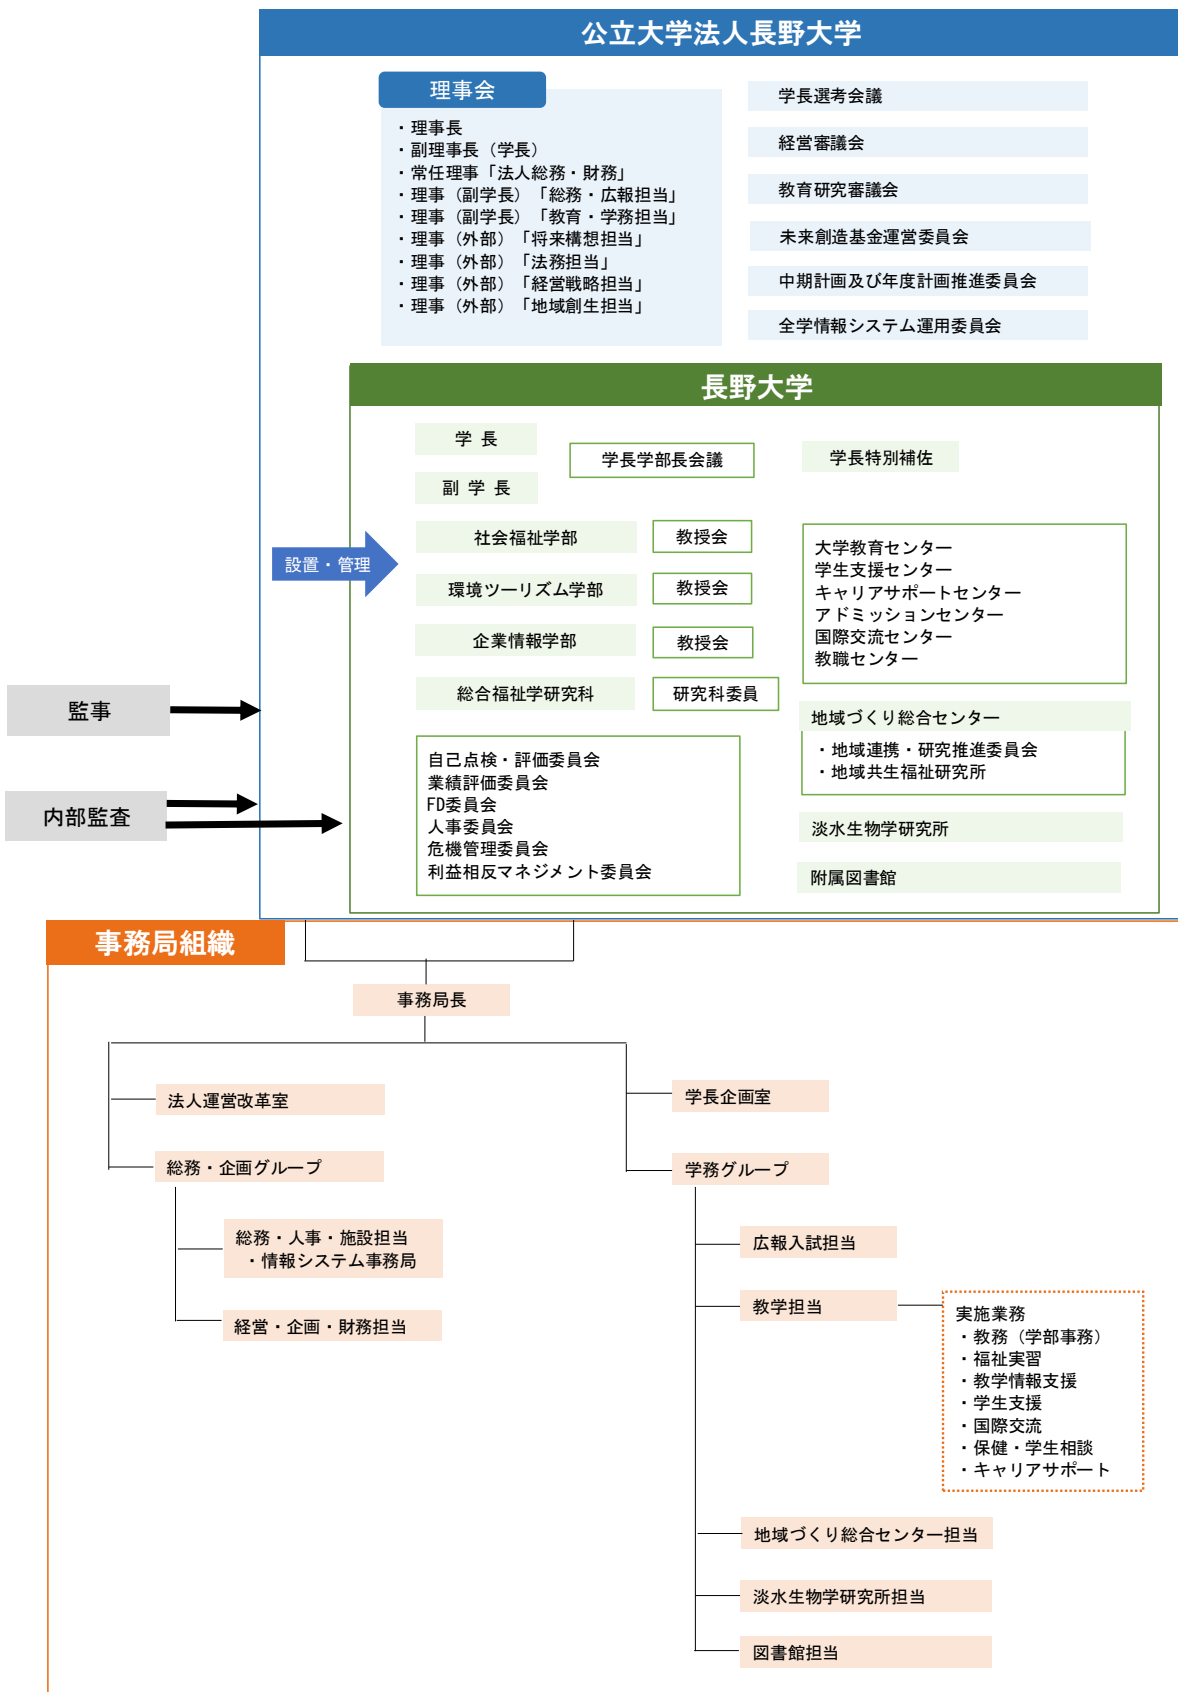 公立大学法人長野大学
理事会
・理事長
・副理事長（学長）
・常任理事「法人総務・財務」
・理事（副学長）「総務・広報担当」
・理事（副学長）「教育・学務担当」
・理事（外部）「将来構想担当」
・理事（外部）「法務担当」
・理事（外部）「経営戦略担当」
・理事（外部）「地域創生担当」
学長選考会議
経営審議会
教育研究審議会
未来創造基金運営委員会
中期計画及び年度計画推進委員会
全学情報システム運用委員会
長野大学
学 長
副 学 長
学長学部長会議
学長特別補佐
設置・管理
社会福祉学部
教授会
環境ツーリズム学部
教授会
企業情報学部
教授会
総合福祉学研究科
研究科委員
大学教育センター
学生支援センター
キャリアサポートセンター
アドミッションセンター
国際交流センター
教職センター
地域づくり総合センター
・地域連携・研究推進委員会
・地域共生福祉研究所
淡水生物学研究所
附属図書館
自己点検・評価委員会
業績評価委員会
FD委員会
人事委員会
危機管理委員会
利益相反マネジメント委員会
監事
内部監査
事務局組織
事務局長
法人運営改革室
総務・企画グループ
総務・人事・施設担当
・情報システム事務局
経営・企画・財務担当
学長企画室
学務グループ
広報入試担当
教学担当
実施業務
・教務（学部事務）
・福祉実習
・教学情報支援
・学生支援
・国際交流
・保健・学生相談
・キャリアサポート
地域づくり総合センター担当
淡水生物学研究所担当
図書館担当